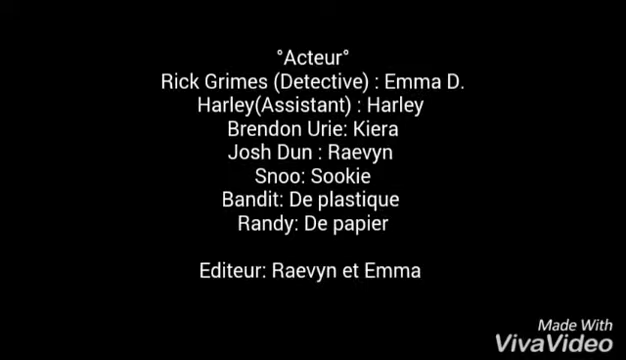 °Acteur°
Rick Grimes (Detective) : Emma D.
Harley(Assistant) : Harley
Brendon Urie: Kiera
Josh Dun : Raevyn
Snoo: Sookie
Bandit: De plastique
Randy: De papier
Editeur: Raevyn et Emma
Made With
VivaVideo